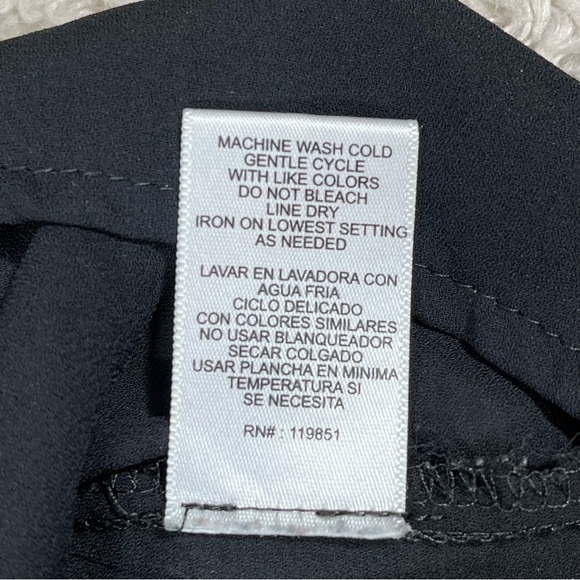 MACHINE WASH COLD
GENTLE CYCLE
WITH LIKE COLORS
DO NOT BLEACH
LINE DRY
IRON ON LOWEST SETTING
AS NEEDED
LAVAR EN LAVADORA CON
AGUA FRIA
CICLO DELICADO
CON COLORES SIMILARES
NO USAR BLANQUEADOR
SECAR COLGADO
USAR PLANCHA EN MINIMA
TEMPERATURA SI
SE NECESITA
RN# : 119851